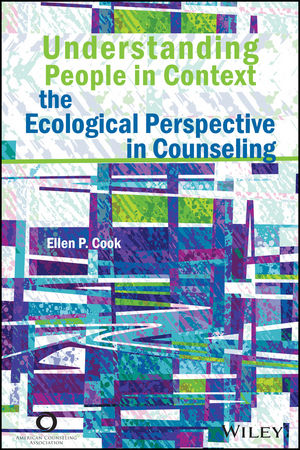 Understanding
People in Context
the
Ecological Perspective
in Counseling
Ellen P. Cook
AMERICAN COUNSELING
ASSOCIATION
WILEY